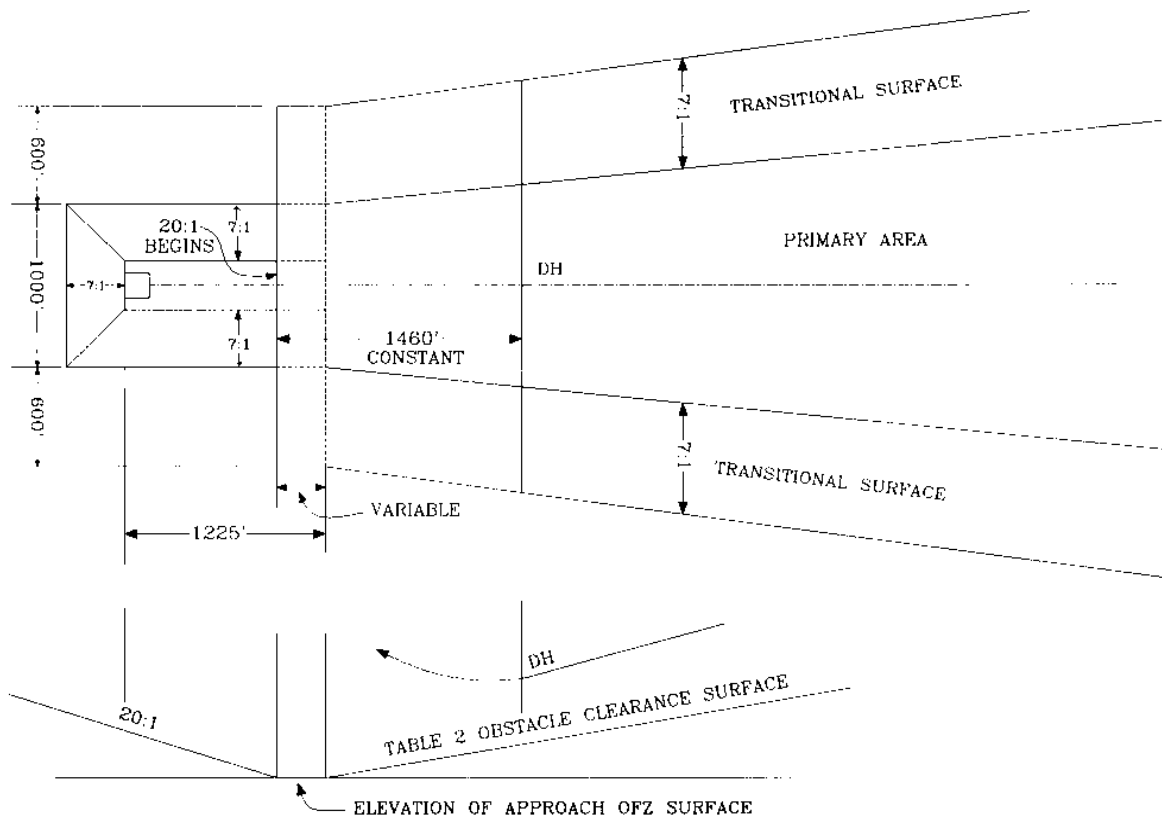 7:1
TRANSITIONAL SURFACE
600'
20:1
BEGINS
7:1
PRIMARY AREA
1000'
7:1
DH
1460'
CONSTANT
7:1
600'
7:1
TRANSITIONAL SURFACE
VARIABLE
1225'
DH
20:1
TABLE 2 OBSTACLE CLEARANCE SURFACE
ELEVATION OF APPROACH OFZ SURFACE